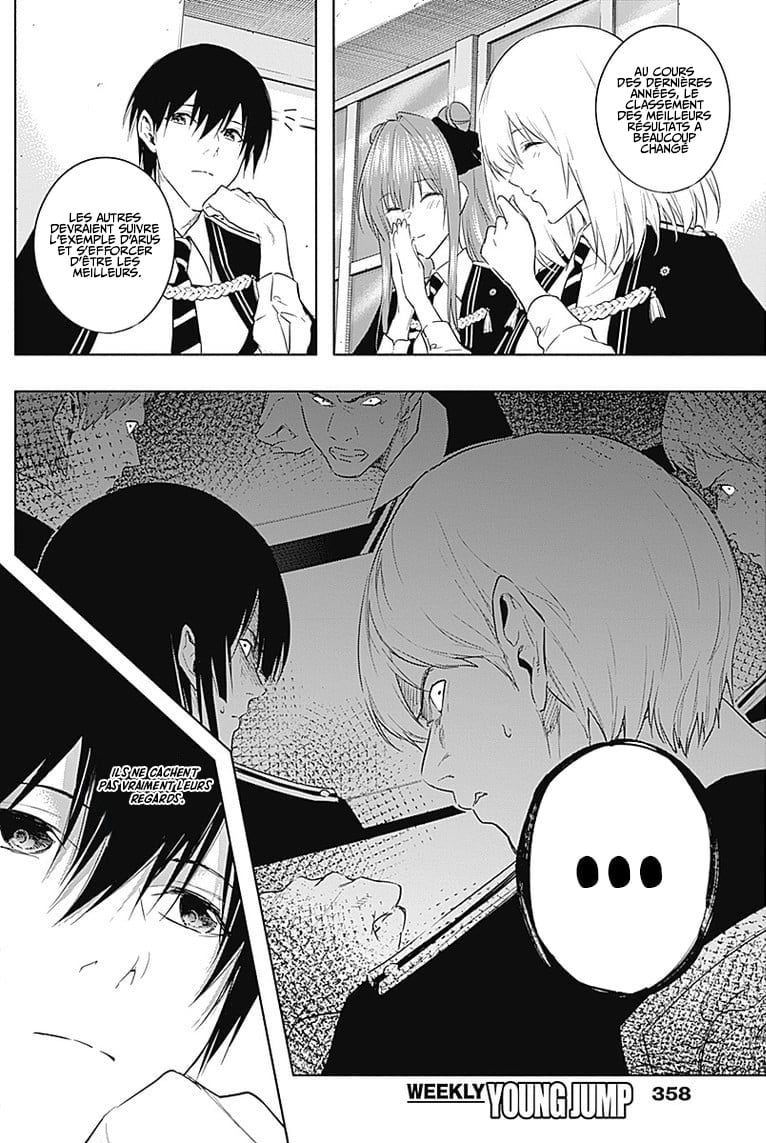 AU COURS
DES DERNIÈRES
ANNÉES, LE
CLASSEMENT
DES MEILLEURS
RÉSULTATS A
BEAUCOUP
CHANGÉ
LES AUTRES
DEVRAIENT SUIVRE
L'EXEMPLE D'ARUS
ET S'EFFORCER
D'ÊTRE LES
MEILLEURS.
...
ILS NE CACHENT
PAS VRAIMENT LEURS
REGARDS.
WEEKLY YOUNG JUMP 358